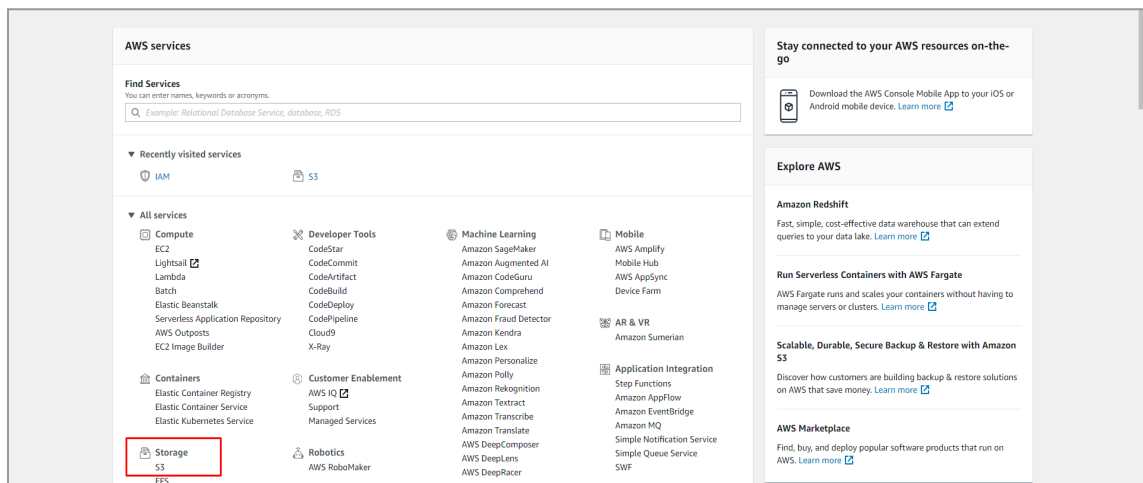 AWS services
Find Services
You can enter names, keywords or acronyms.
Example: Relational Database Service, database, RDS
Recently visited services
IAM
S3
All services
Compute
EC2
Lightsail
Lambda
Batch
Elastic Beanstalk
Serverless Application Repository
AWS Outposts
EC2 Image Builder
Containers
Elastic Container Registry
Elastic Container Service
Elastic Kubernetes Service
Storage
S3
EFS
Developer Tools
CodeStar
CodeCommit
CodeArtifact
CodeBuild
CodeDeploy
CodePipeline
Cloud9
X-Ray
Customer Enablement
AWS IQ
Support
Managed Services
Robotics
AWS RoboMaker
Machine Learning
Amazon SageMaker
Amazon Augmented AI
Amazon CodeGuru
Amazon Comprehend
Amazon Forecast
Amazon Fraud Detector
Amazon Kendra
Amazon Lex
Amazon Personalize
Amazon Polly
Amazon Rekognition
Amazon Textract
Amazon Transcribe
Amazon Translate
AWS DeepComposer
AWS DeepLens
AWS DeepRacer
Mobile
AWS Amplify
Mobile Hub
AWS AppSync
Device Farm
AR & VR
Amazon Sumerian
Application Integration
Step Functions
Amazon AppFlow
Amazon EventBridge
Amazon MQ
Simple Notification Service
Simple Queue Service
SWF
Stay connected to your AWS resources on-the-
go
Download the AWS Console Mobile App to your iOS or
Android mobile device. Learn more
Explore AWS
Amazon Redshift
Fast, simple, cost-effective data warehouse that can extend
queries to your data lake. Learn more
Run Serverless Containers with AWS Fargate
AWS Fargate runs and scales your containers without having to
manage servers or clusters. Learn more
Scalable, Durable, Secure Backup & Restore with Amazon
S3
Discover how customers are building backup & restore solutions
on AWS that save money. Learn more
AWS Marketplace
Find, buy, and deploy popular software products that run on
AWS. Learn more